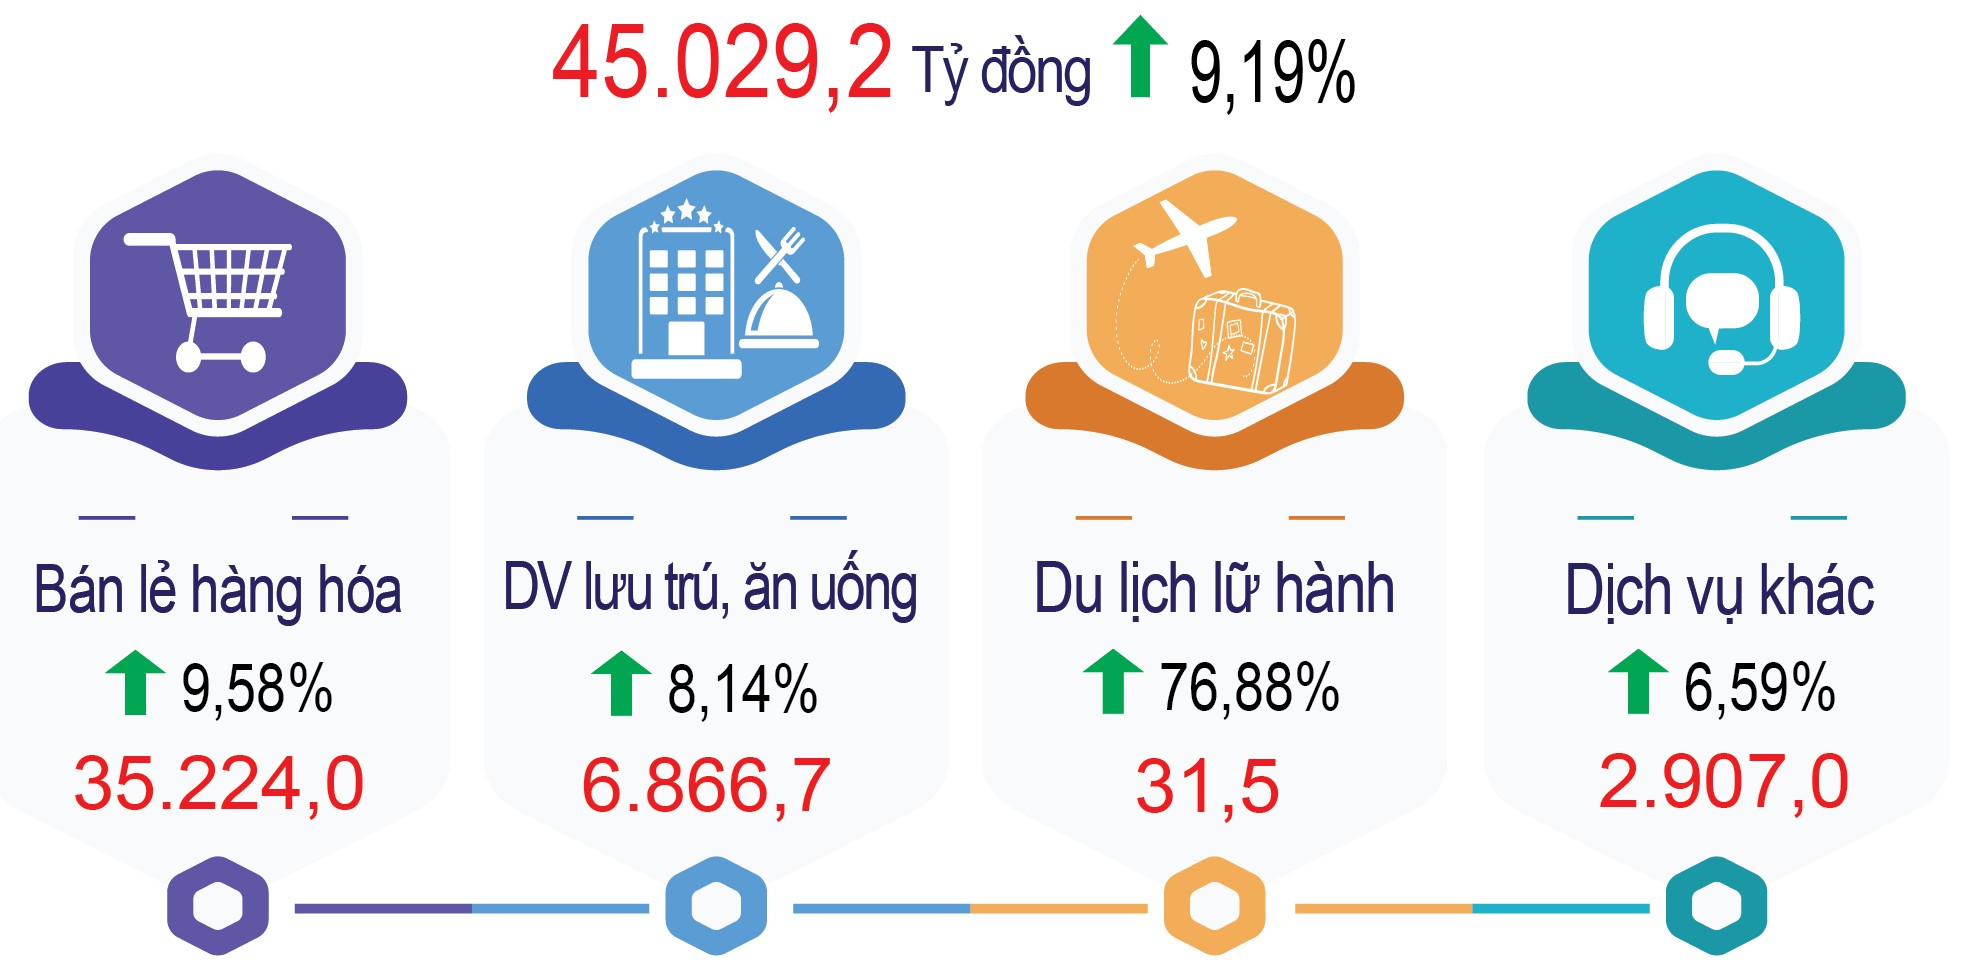 45.029,2 Tỷ đồng 9,19%
Bán lẻ hàng hóa
9,58%
35.224,0
DV lưu trú, ăn uống
8,14%
6.866,7
Du lịch lữ hành
76,88%
31,5
Dịch vụ khác
6,59%
2.907,0